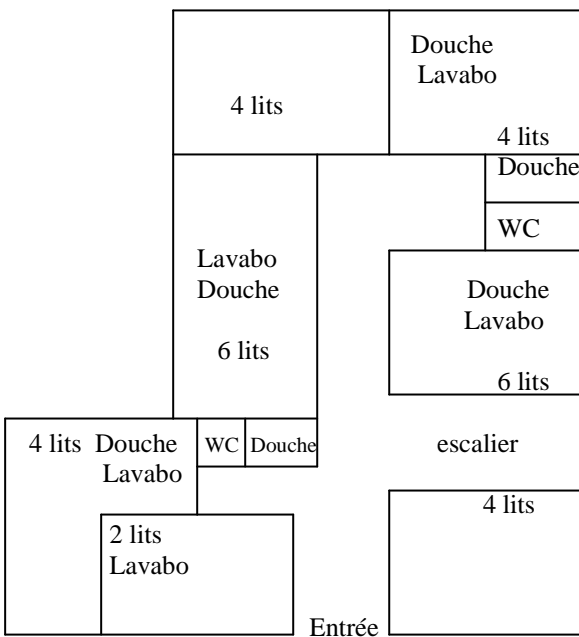 Douche
Lavabo
4 lits
4 lits
Douche
WC
Lavabo
Douche
6 lits
Douche
Lavabo
6 lits
4 lits Douche
Lavabo
WC
Douche
escalier
4 lits
2 lits
Lavabo
Entrée